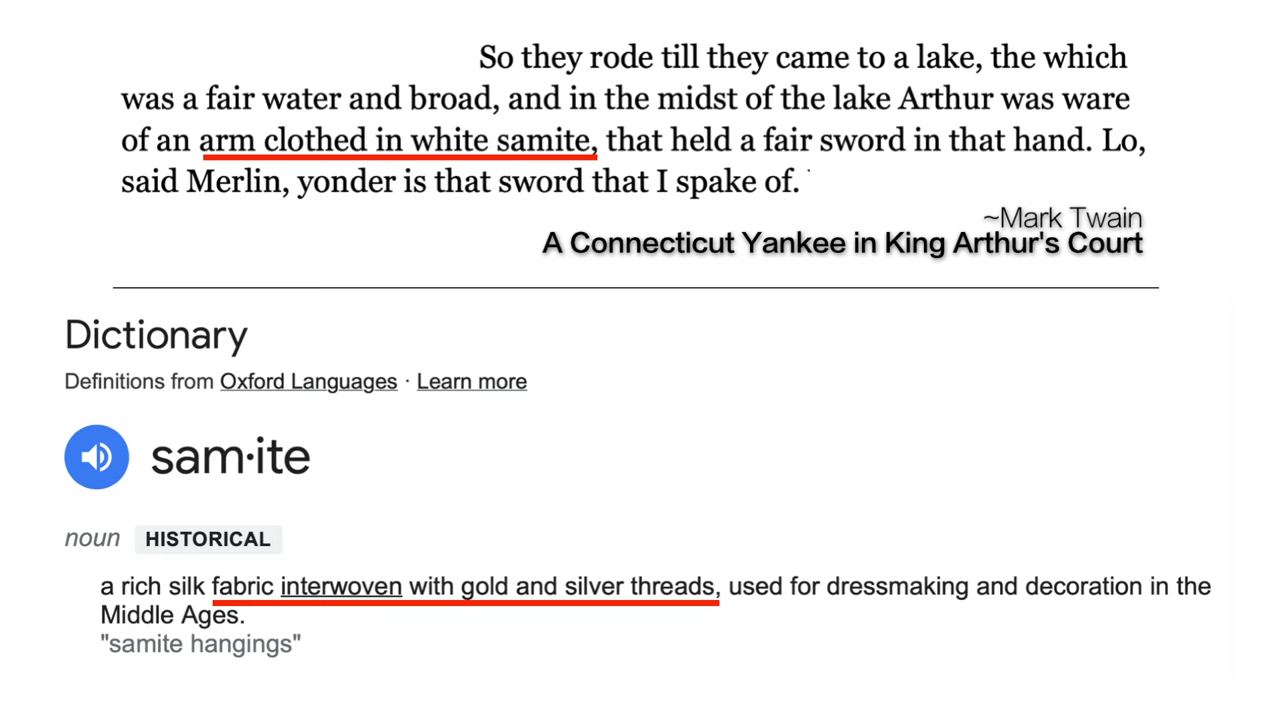 So they rode till they came to a lake, the which
was a fair water and broad, and in the midst of the lake Arthur was ware
of an arm clothed in white samite, that held a fair sword in that hand. Lo,
said Merlin, yonder is that sword that I spake of.
~Mark Twain
A Connecticut Yankee in King Arthur's Court
Dictionary
Definitions from Oxford Languages · Learn more
sam·ite
noun HISTORICAL
a rich silk fabric interwoven with gold and silver threads, used for dressmaking and decoration in the
Middle Ages.
"samite hangings"